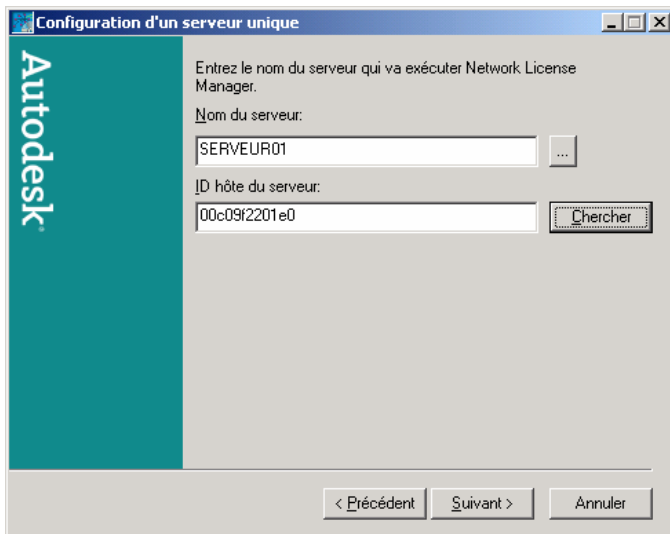 Configuration d'un serveur unique
Autodesk
Entrez le nom du serveur qui va exécuter Network License
Manager.
Nom du serveur:
SERVEUR01
...
ID hôte du serveur:
00c09f2201e0
Chercher
< Précédent
Suivant >
Annuler